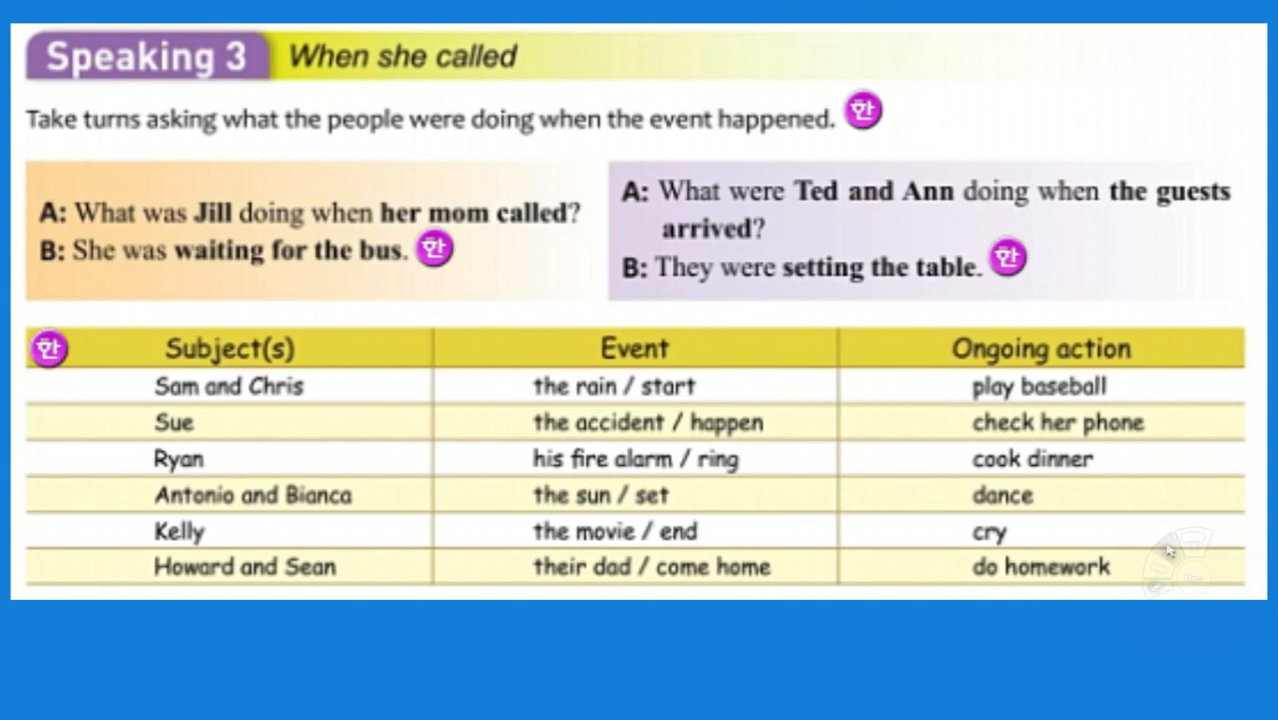 Speaking 3 When she called
Take turns asking what the people were doing when the event happened. 한
A: What was Jill doing when her mom called?
B: She was waiting for the bus. 한
A: What were Ted and Ann doing when the guests
arrived?
B: They were setting the table. 한
한 Subject(s) Event Ongoing action
Sam and Chris the rain / start play baseball
Sue the accident / happen check her phone
Ryan his fire alarm / ring cook dinner
Antonio and Bianca the sun / set dance
Kelly the movie / end cry
Howard and Sean their dad / come home do homework